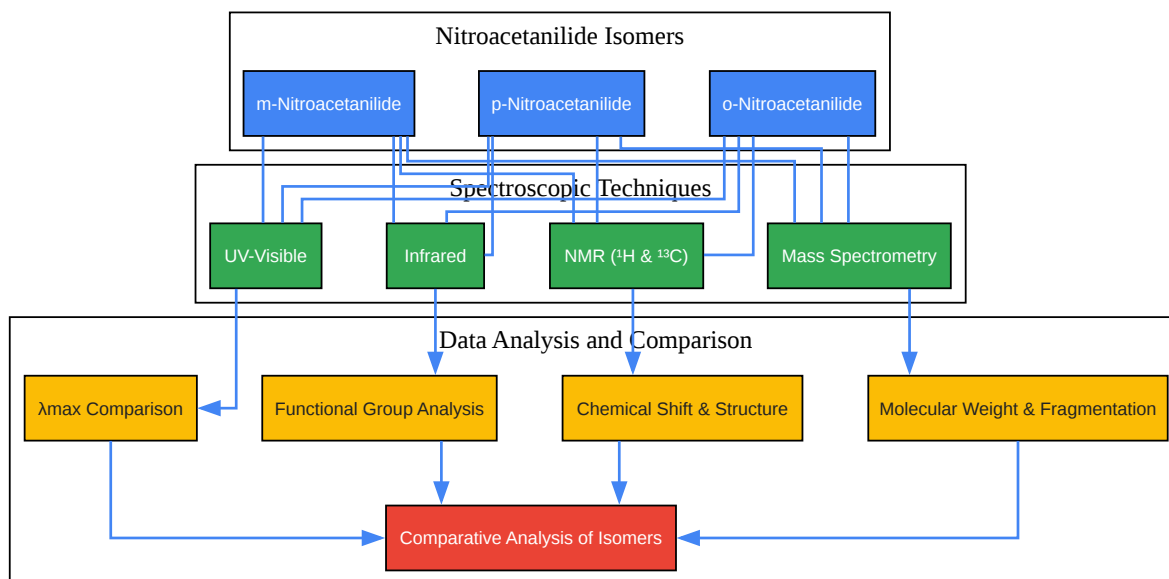 Nitroacetanilide Isomers
m-Nitroacetanilide
p-Nitroacetanilide
o-Nitroacetanilide
Spectroscopic Techniques
UV-Visible
Infrared
NMR (¹H & ¹³C)
Mass Spectrometry
Data Analysis and Comparison
λmax Comparison
Functional Group Analysis
Chemical Shift & Structure
Molecular Weight & Fragmentation
Comparative Analysis of Isomers